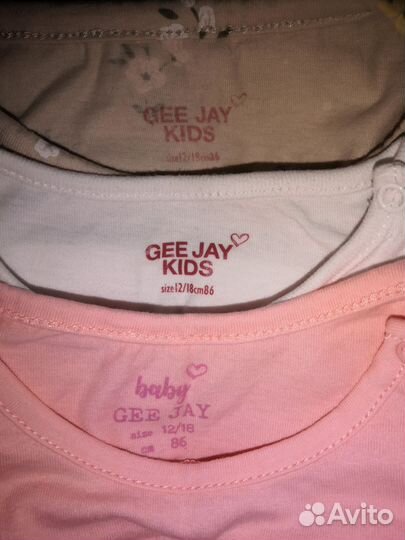 GEE JAY
KIDS
size12/18cm86
GEE JAY
KIDS
size12/18cm86
baby
GEE JAY
size 12/18
cm 86
Avito